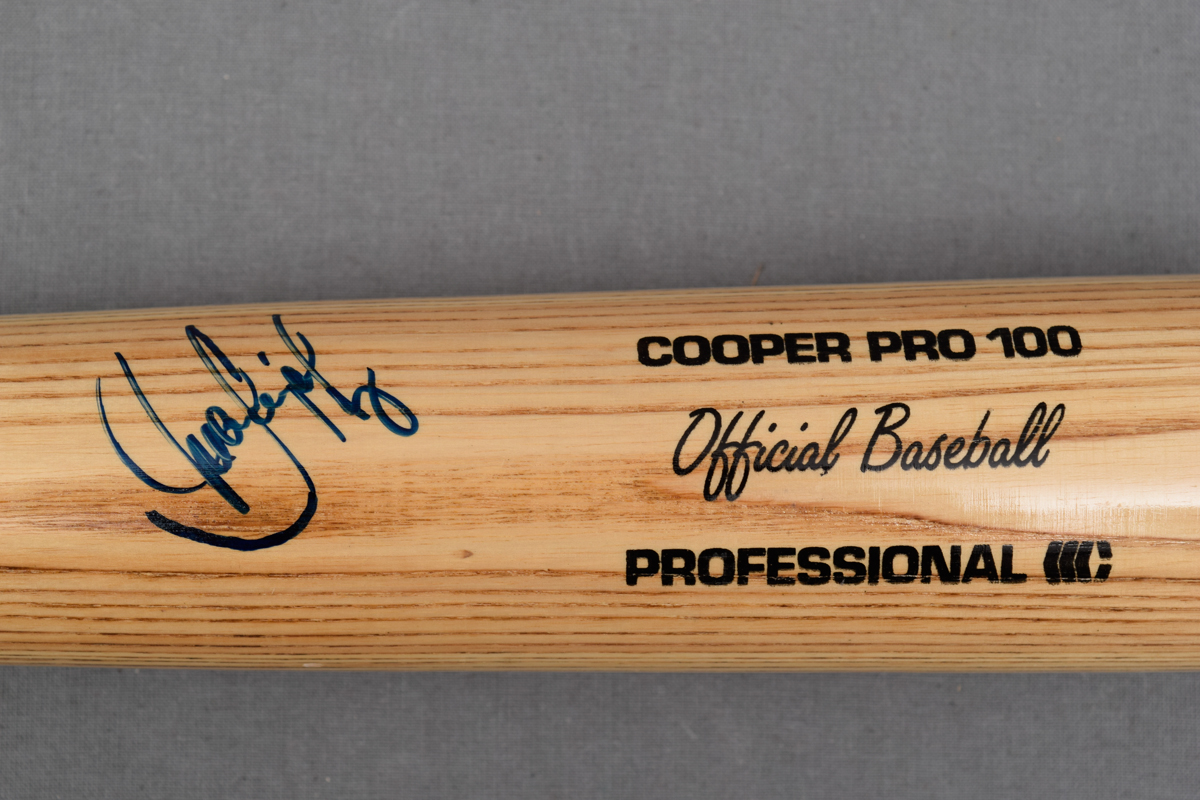 COOPER PRO 100
Official Baseball
PROFESSIONAL